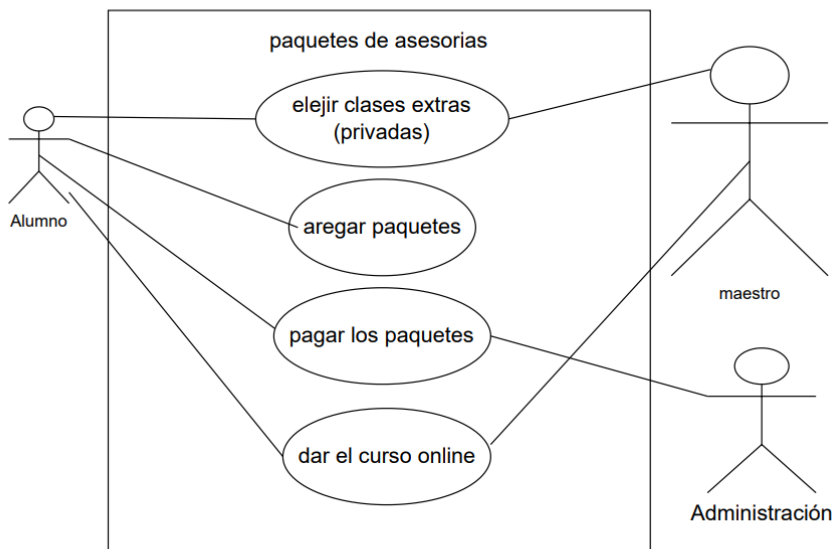 paquetes de asesorias
elejir clases extras
(privadas)
Alumno
aregar paquetes
maestro
pagar los paquetes
dar el curso online
Administración